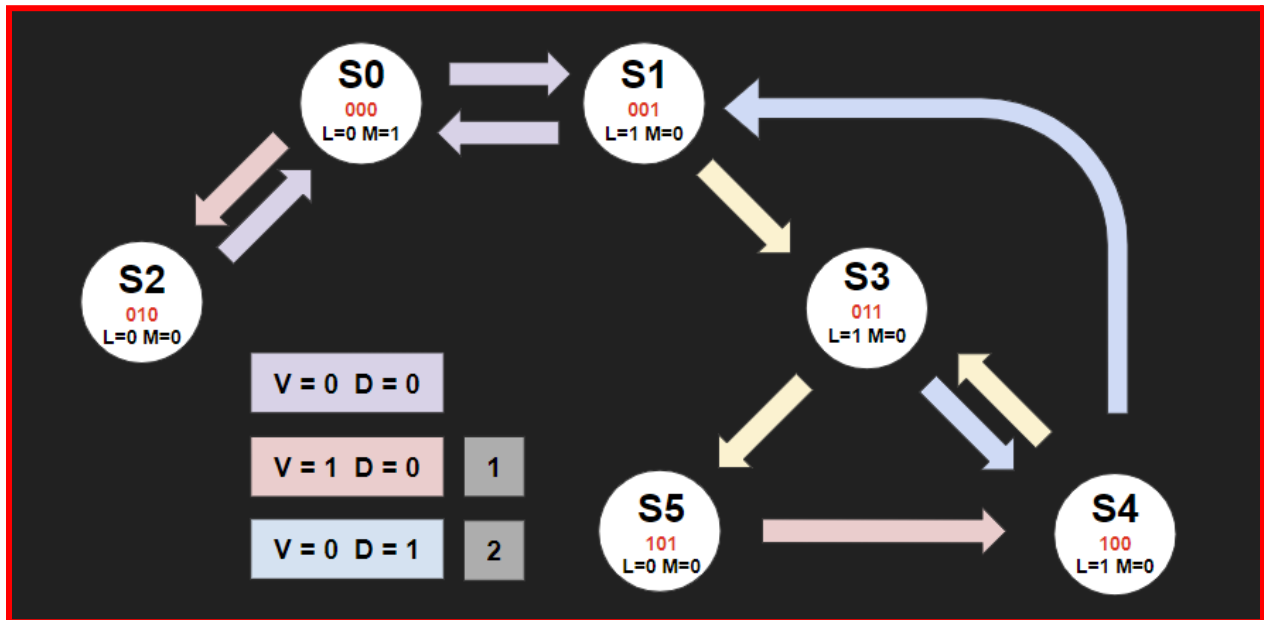 S0
000
L=0 M=1
S1
001
L=1 M=0
S2
010
L=0 M=0
S3
011
L=1 M=0
V = 0 D = 0
V = 1 D = 0
1
V = 0 D = 1
2
S5
101
L=0 M=0
S4
100
L=1 M=0